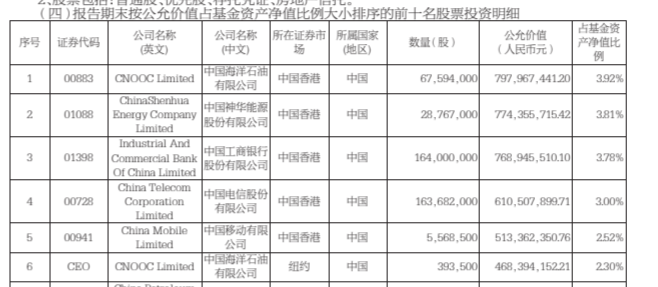 2、股票包括：普通股、优先股、存托凭证、房地产信托。
(四) 报告期末按公允价值占基金资产净值比例大小排序的前十名股票投资明细
序号 证券代码 公司名称(英文) 公司名称(中文) 所在证券市场 所属国家(地区) 数量（股） 公允价值(人民币元) 占基金资产净值比例
1 00883 CNOOC Limited 中国海洋石油有限公司 中国香港 中国 67,594,000 797,967,441.20 3.92%
2 01088 ChinaShenhua Energy Company Limited 中国神华能源股份有限公司 中国香港 中国 28,767,000 774,355,715.42 3.81%
3 01398 Industrial And Commercial Bank Of China Limited 中国工商银行股份有限公司 中国香港 中国 164,000,000 768,945,510.10 3.78%
4 00728 China Telecom Corporation Limited 中国电信股份有限公司 中国香港 中国 163,682,000 610,507,899.71 3.00%
5 00941 China Mobile Limited 中国移动有限公司 中国香港 中国 5,568,500 513,362,350.76 2.52%
6 CEO CNOOC Limited 中国海洋石油有限公司 纽约 中国 393,500 468,394,152.21 2.30%
China Petroleum